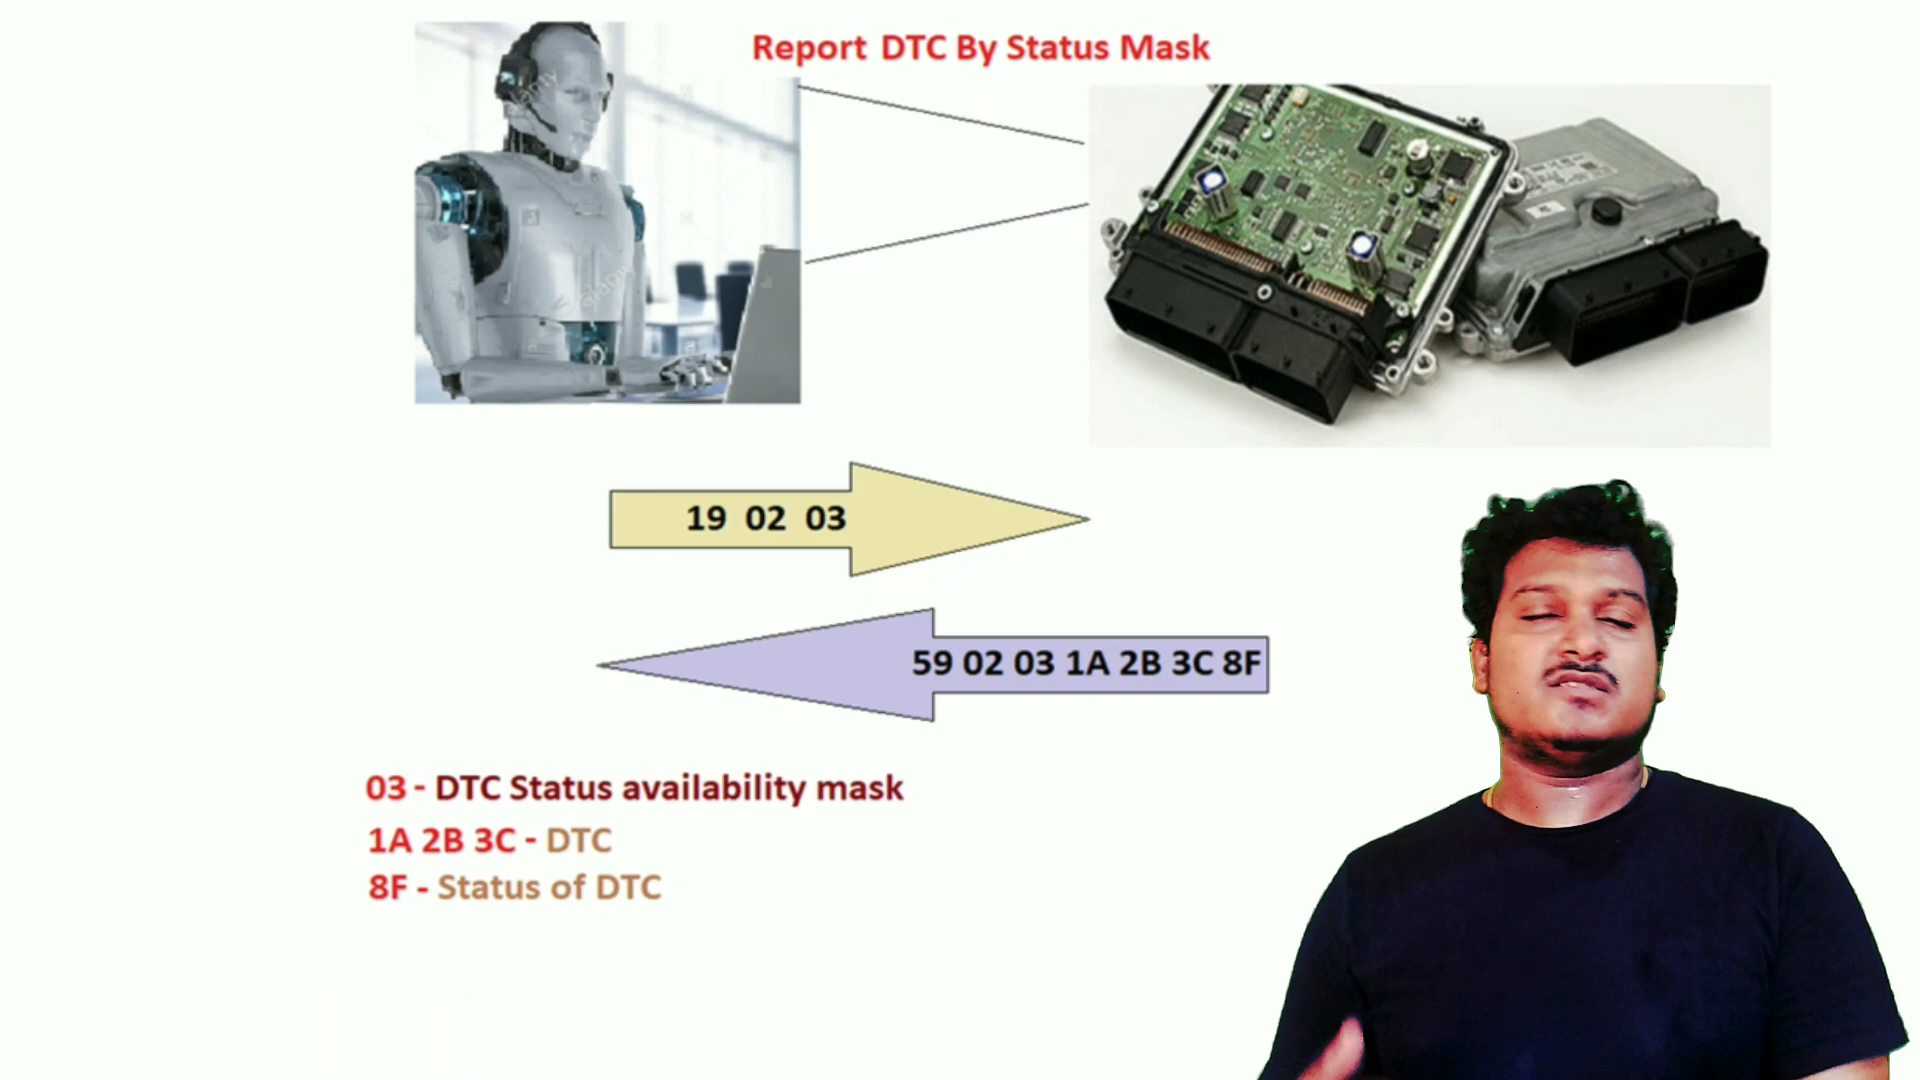 Report DTC By Status Mask
19 02 03
59 02 03 1A 2B 3C 8F
03 - DTC Status availability mask
1A 2B 3C - DTC
8F - Status of DTC